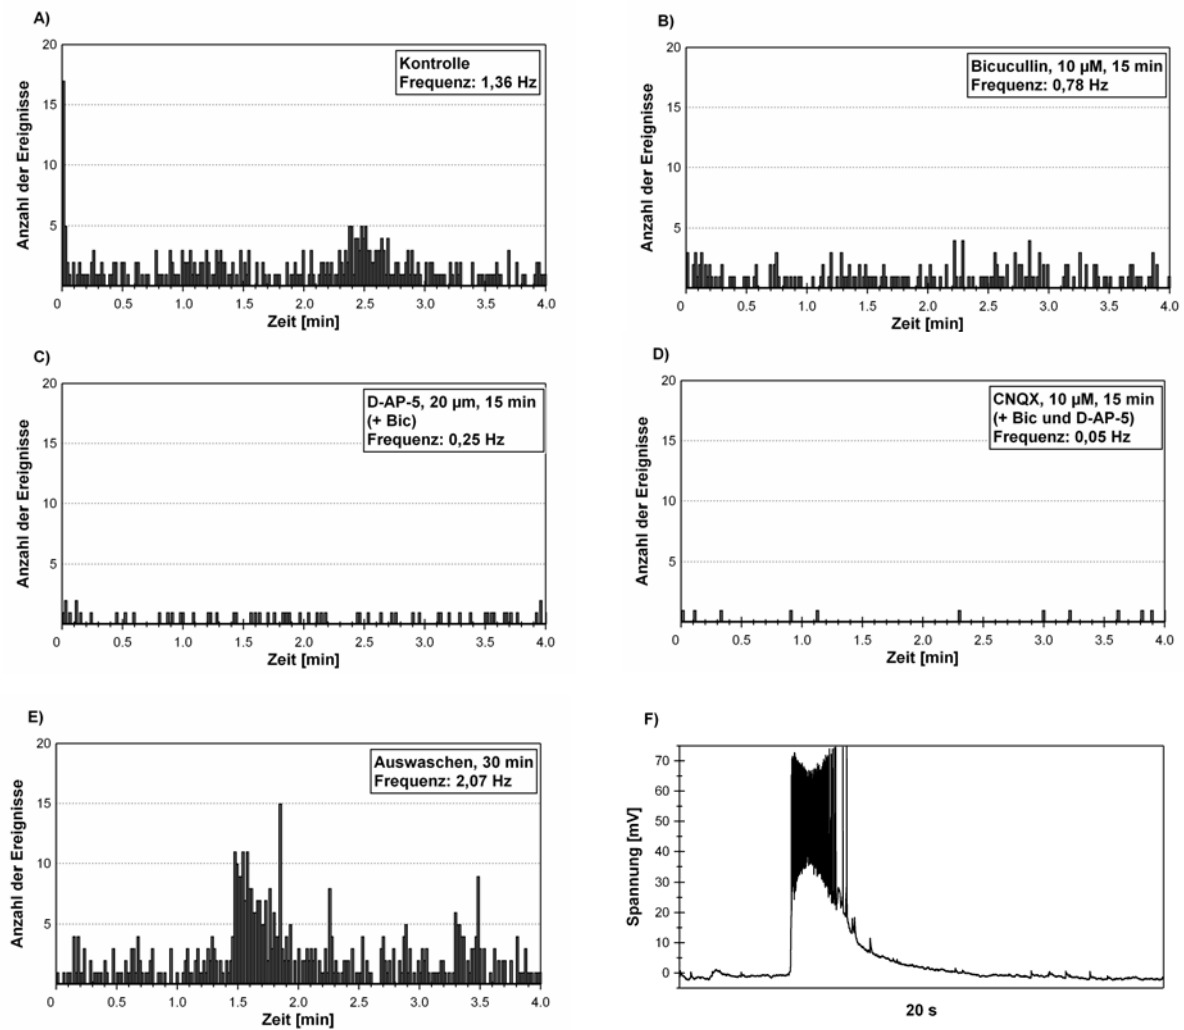 A)
20
15
10
5
0
0.5
1.0
1.5
2.0
2.5
3.0
3.5
4.0
Anzahl der Ereignisse
Zeit [min]
Kontrolle
Frequenz: 1,36 Hz
B)
20
15
10
5
0
0.5
1.0
1.5
2.0
2.5
3.0
3.5
4.0
Anzahl der Ereignisse
Zeit [min]
Bicucullin, 10 µM, 15 min
Frequenz: 0,78 Hz
C)
20
15
10
5
0
0.5
1.0
1.5
2.0
2.5
3.0
3.5
4.0
Anzahl der Ereignisse
Zeit [min]
D-AP-5, 20 µm, 15 min
(+ Bic)
Frequenz: 0,25 Hz
D)
20
15
10
5
0
0.5
1.0
1.5
2.0
2.5
3.0
3.5
4.0
Anzahl der Ereignisse
Zeit [min]
CNQX, 10 µM, 15 min
(+ Bic und D-AP-5)
Frequenz: 0,05 Hz
E)
20
15
10
5
0
0.5
1.0
1.5
2.0
2.5
3.0
3.5
4.0
Anzahl der Ereignisse
Zeit [min]
Auswaschen, 30 min
Frequenz: 2,07 Hz
F)
70
60
50
40
30
20
10
0
Spannung [mV]
20 s